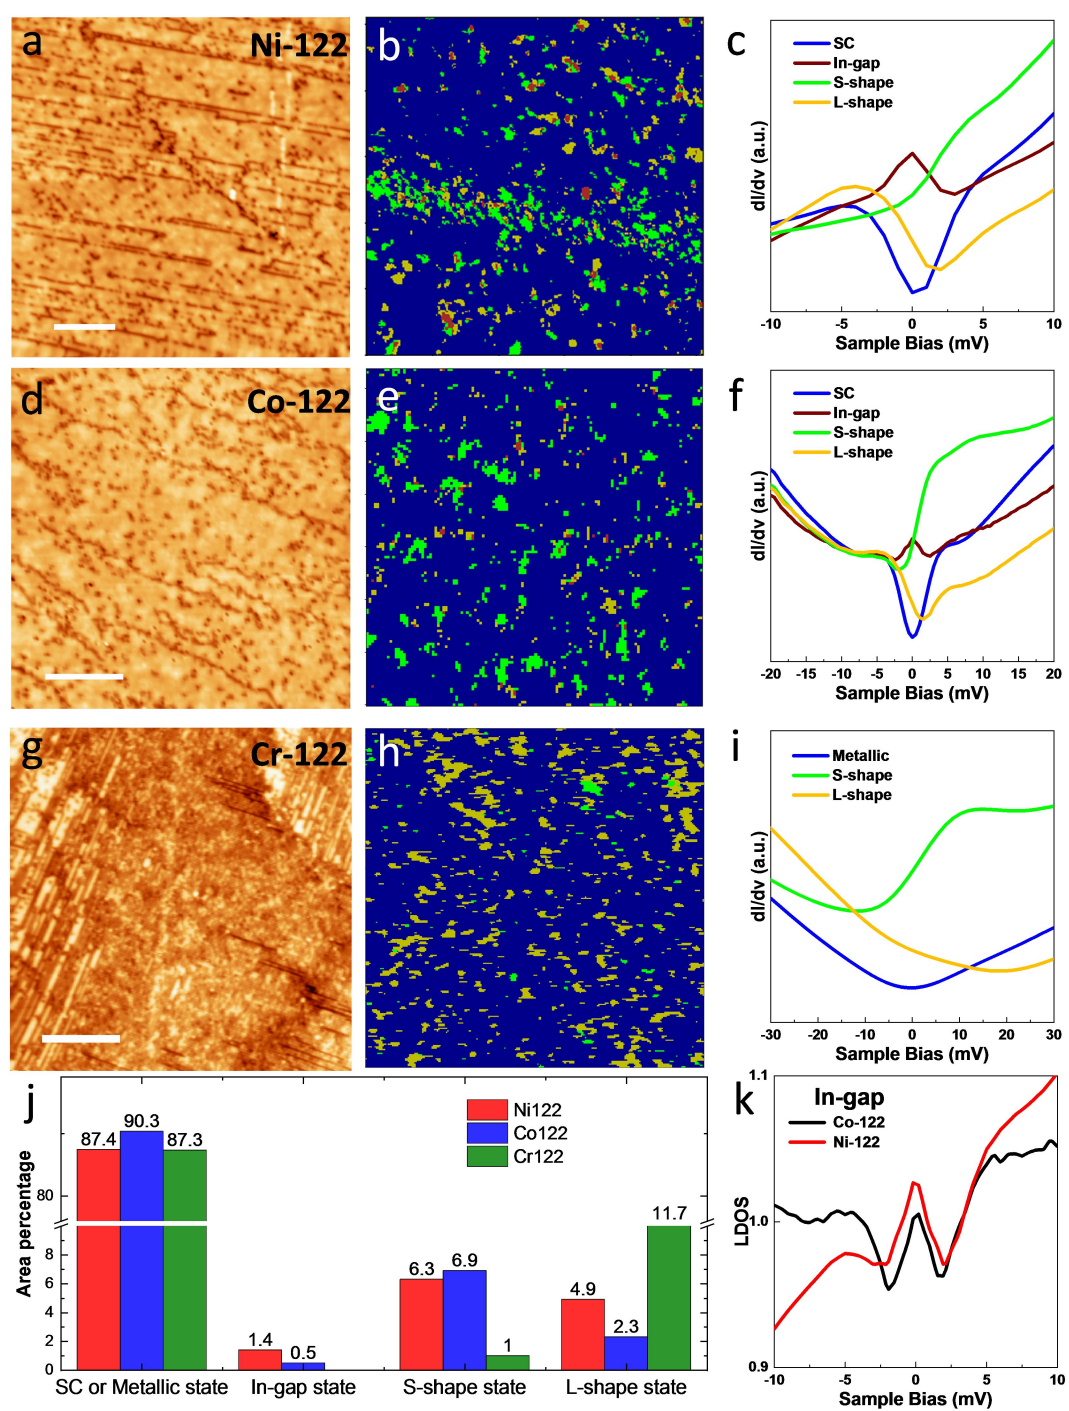 a
Ni-122
b
c
SC
In-gap
S-shape
L-shape
dI/dv (a.u.)
-10
-5
0
5
10
Sample Bias (mV)
d
Co-122
e
f
SC
In-gap
S-shape
L-shape
dI/dv (a.u.)
-20
-15
-10
-5
0
5
10
15
20
Sample Bias (mV)
g
Cr-122
h
i
Metallic
S-shape
L-shape
dI/dv (a.u.)
-30
-20
-10
0
10
20
30
Sample Bias (mV)
j
Ni122
Co122
Cr122
87.4
90.3
87.3
1.4
0.5
6.3
6.9
1
4.9
2.3
11.7
Area percentage
80
8
6
4
2
0
SC or Metallic state
In-gap state
S-shape state
L-shape state
k
In-gap
Co-122
Ni-122
LDOS
1.1
1.0
0.9
-10
-5
0
5
10
Sample Bias (mV)